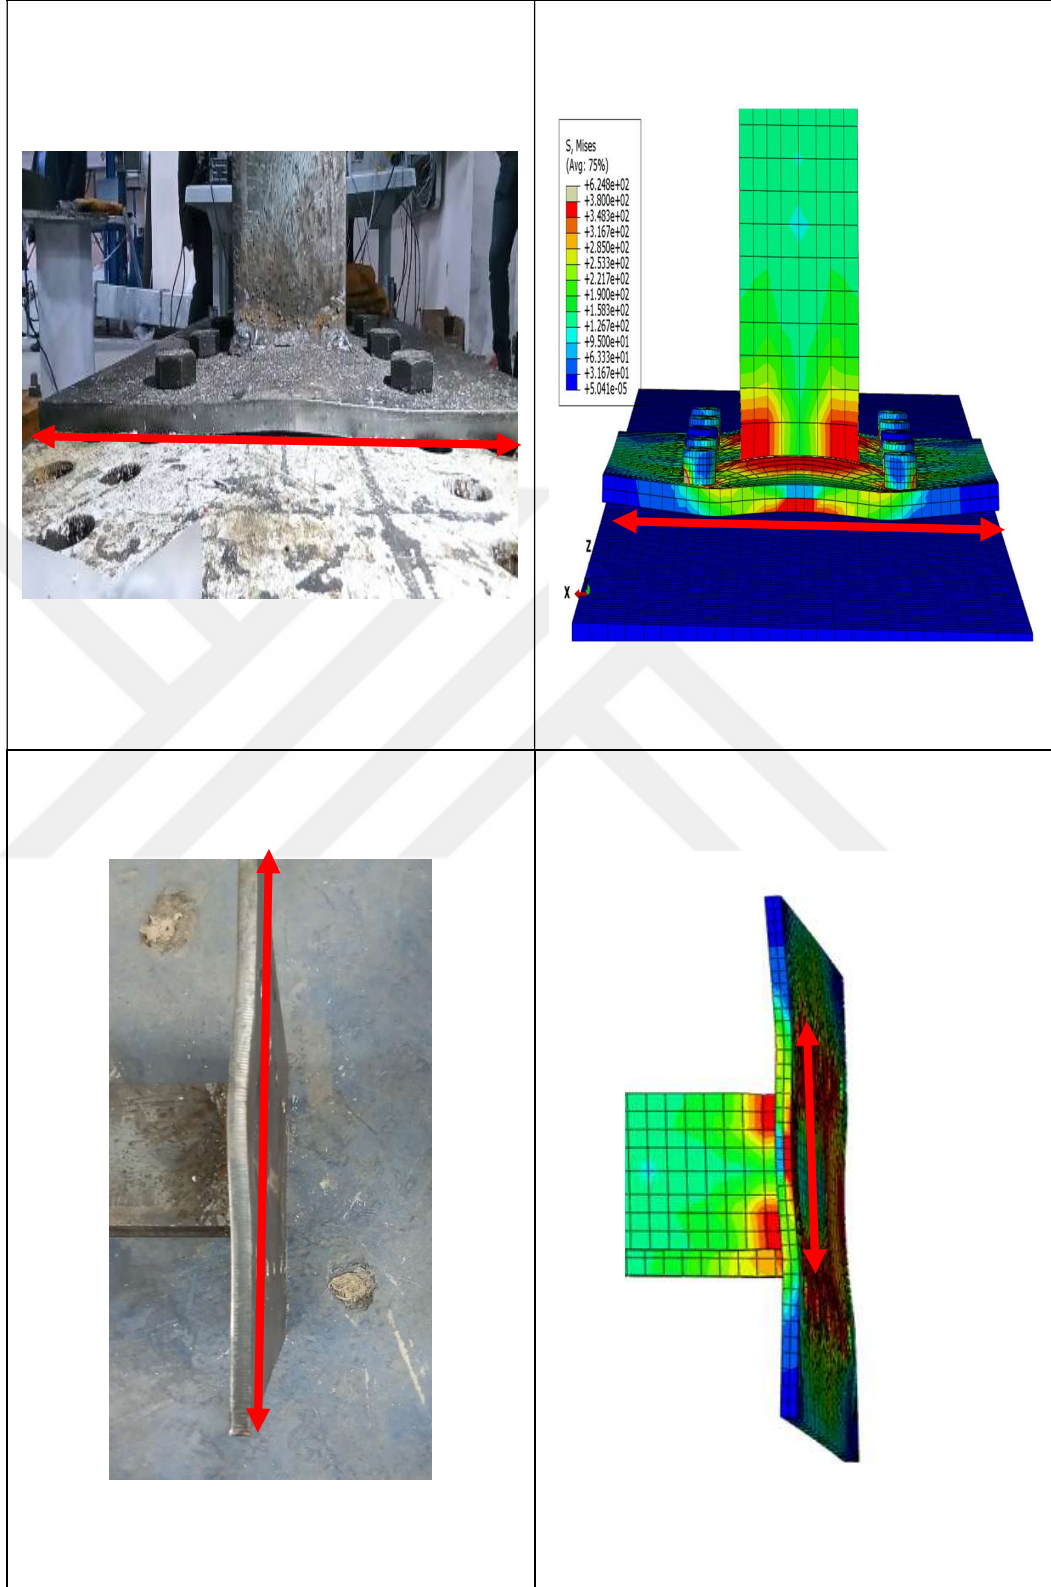 S, Mises
(Avg: 75%)
+6.248e+02
+3.800e+02
+3.483e+02
+3.167e+02
+2.850e+02
+2.533e+02
+2.217e+02
+1.900e+02
+1.583e+02
+1.267e+02
+9.500e+01
+6.333e+01
+3.167e+01
+5.041e-05
Z
X